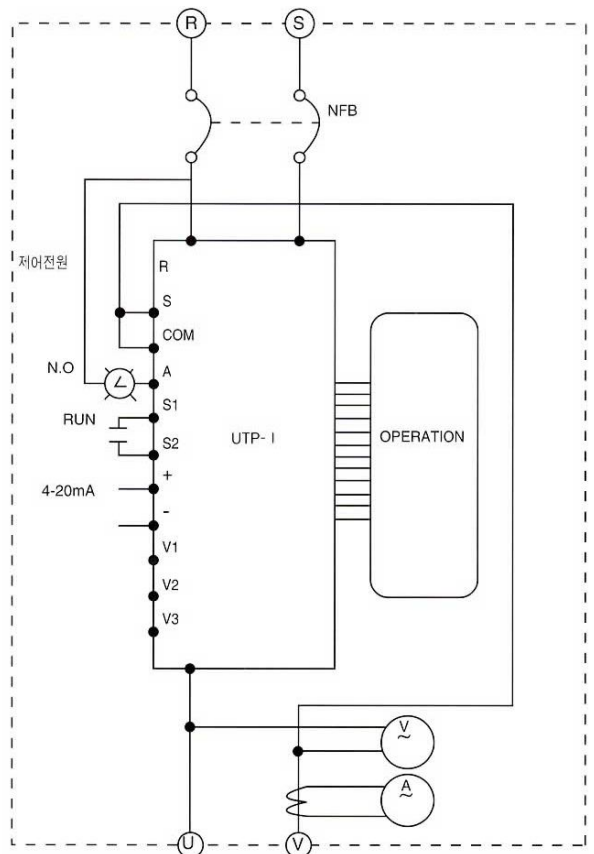 R
S
NFB
제어전원
R
S
COM
N.O
A
RUN
S1
S2
UTP- I
OPERATION
4-20mA
+
-
V1
V2
V3
V
~
A
~
U
V